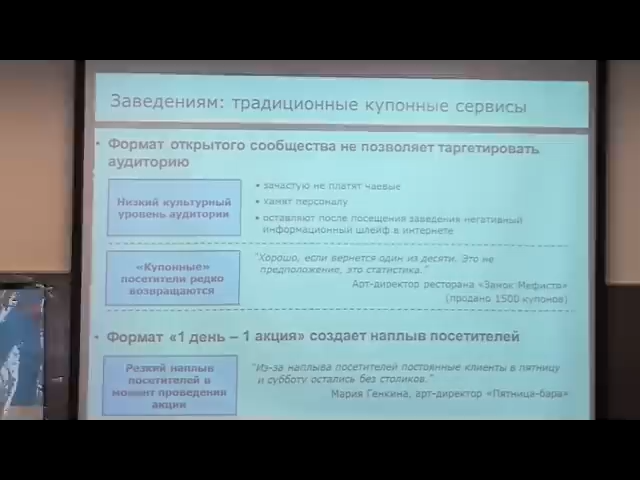 Заведениям: традиционные купонные сервисы
• Формат открытого сообщества не позволяет таргетировать
аудиторию
Низкий культурный
уровень аудитории
• зачастую не платят чаевые
• хамят персоналу
• оставляют после посещения заведения негативный
информационный шлейф в интернете
«Купонные»
посетители редко
возвращаются
"Хорошо, если вернется один из десяти. Это не
предположение, это статистика."
Арт-директор ресторана «Замок Мефиста»
(продано 1500 купонов)
• Формат «1 день – 1 акция» создает наплыв посетителей
Резкий наплыв
посетителей в
момент проведения
акции
"Из-за наплыва посетителей постоянные клиенты в пятницу
и субботу остались без столиков."
Мария Генкина, арт-директор «Пятница-бара»